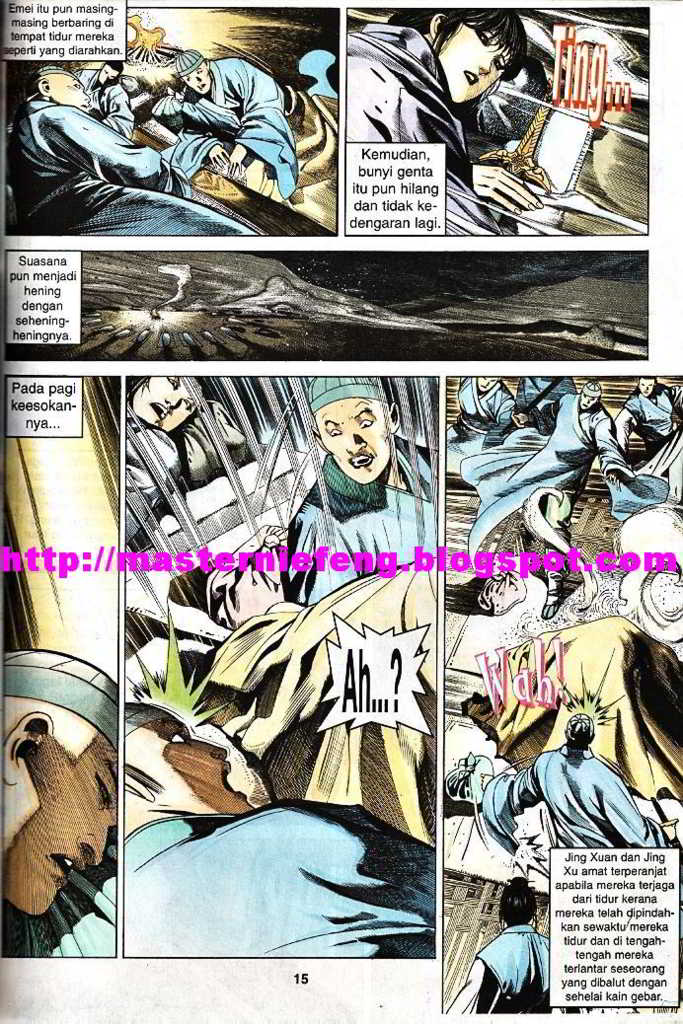 Emei itu pun masing-
masing berbaring di
tempat tidur mereka
seperti yang diarahkan.
Ting...
Kemudian,
bunyi genta
itu pun hilang
dan tidak ke-
dengaran lagi.
Suasana
pun menjadi
hening
dengan
sehening-
heningnya.
Pada pagi
keesokan-
nya...
http://masterniefeng.blogspot.com
Ah...?
Wah!
Jing Xuan dan Jing
Xu amat terperanjat
apabila mereka terjaga
dari tidur kerana
mereka telah dipindah-
kan sewaktu mereka
tidur dan di tengah-
tengah mereka
terlantar seseorang
yang dibalut dengan
sehelai kain gebar.
15